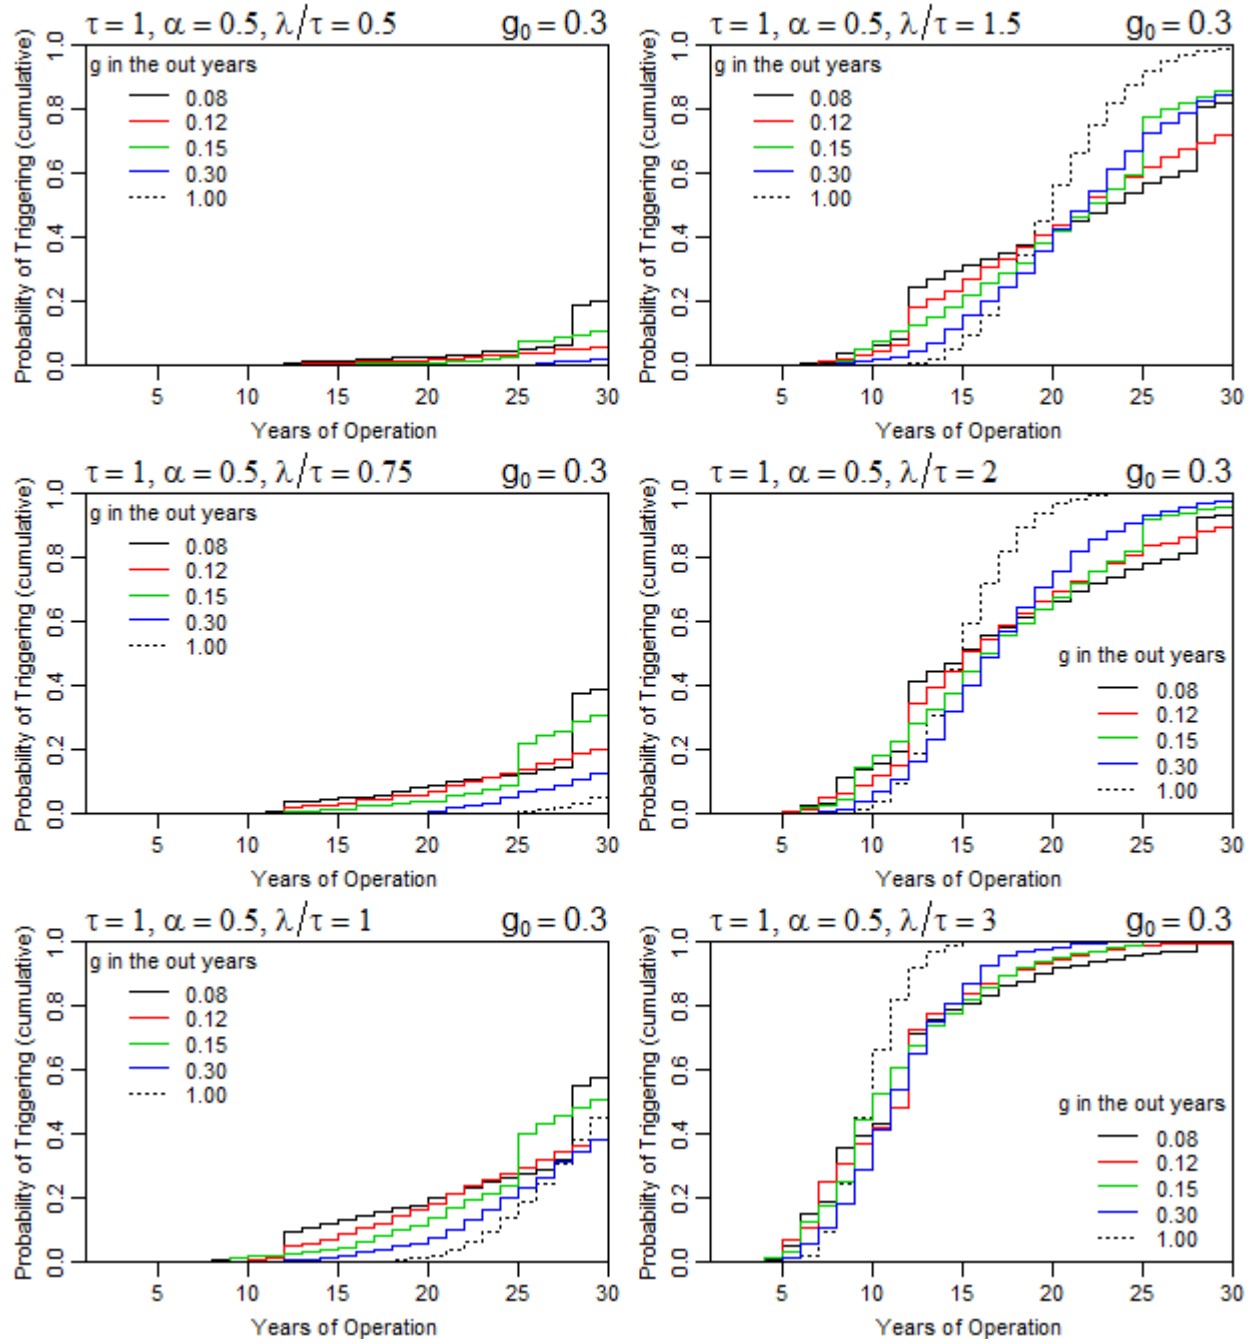 τ = 1, α = 0.5, λ/τ = 0.5 g₀ = 0.3
Probability of Triggering (cumulative)
1.0
0.8
0.6
0.4
0.2
0.0
g in the out years
0.08
0.12
0.15
0.30
1.00
5 10 15 20 25 30
Years of Operation
τ = 1, α = 0.5, λ/τ = 1.5 g₀ = 0.3
Probability of Triggering (cumulative)
1.0
0.8
0.6
0.4
0.2
0.0
g in the out years
0.08
0.12
0.15
0.30
1.00
5 10 15 20 25 30
Years of Operation
τ = 1, α = 0.5, λ/τ = 0.75 g₀ = 0.3
Probability of Triggering (cumulative)
1.0
0.8
0.6
0.4
0.2
0.0
g in the out years
0.08
0.12
0.15
0.30
1.00
5 10 15 20 25 30
Years of Operation
τ = 1, α = 0.5, λ/τ = 2 g₀ = 0.3
Probability of Triggering (cumulative)
1.0
0.8
0.6
0.4
0.2
0.0
g in the out years
0.08
0.12
0.15
0.30
1.00
5 10 15 20 25 30
Years of Operation
τ = 1, α = 0.5, λ/τ = 1 g₀ = 0.3
Probability of Triggering (cumulative)
1.0
0.8
0.6
0.4
0.2
0.0
g in the out years
0.08
0.12
0.15
0.30
1.00
5 10 15 20 25 30
Years of Operation
τ = 1, α = 0.5, λ/τ = 3 g₀ = 0.3
Probability of Triggering (cumulative)
1.0
0.8
0.6
0.4
0.2
0.0
g in the out years
0.08
0.12
0.15
0.30
1.00
5 10 15 20 25 30
Years of Operation